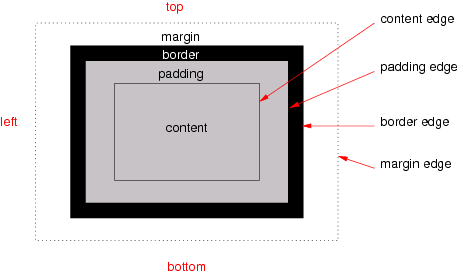 top
content edge
margin
border
padding edge
padding
left
content
border edge
margin edge
bottom